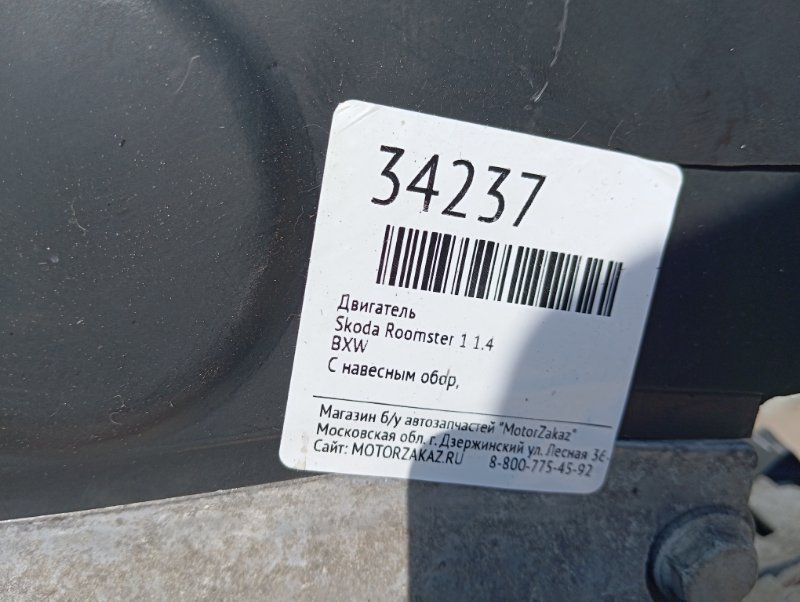 34237
Двигатель
Skoda Roomster 1 1.4
BXW
С навесным обор,
Магазин б/у автозапчастей "MotorZakaz"
Московская обл. г. Дзержинский ул. Лесная 36
Сайт: MOTORZAKAZ.RU 8-800-775-45-92